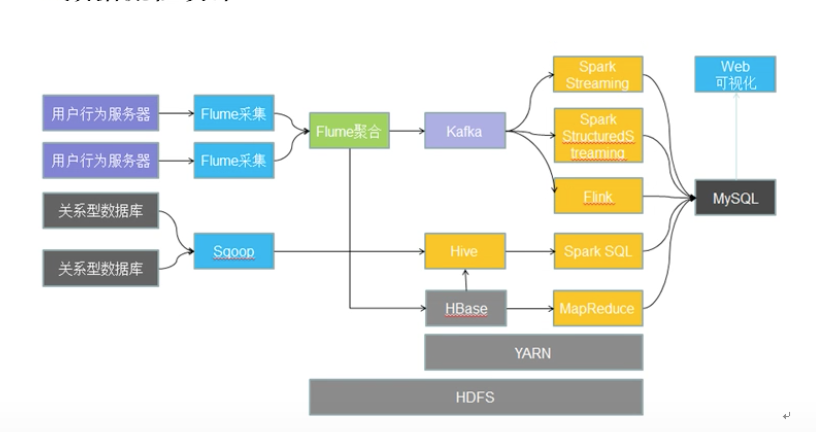 Spark
Streaming
Web
可视化
用户行为服务器
Flume采集
Flume聚合
Kafka
Spark
StructuredS
treaming
用户行为服务器
Flume采集
Flink
MySQL
关系型数据库
Sqoop
Hive
Spark SQL
关系型数据库
HBase
MapReduce
YARN
HDFS